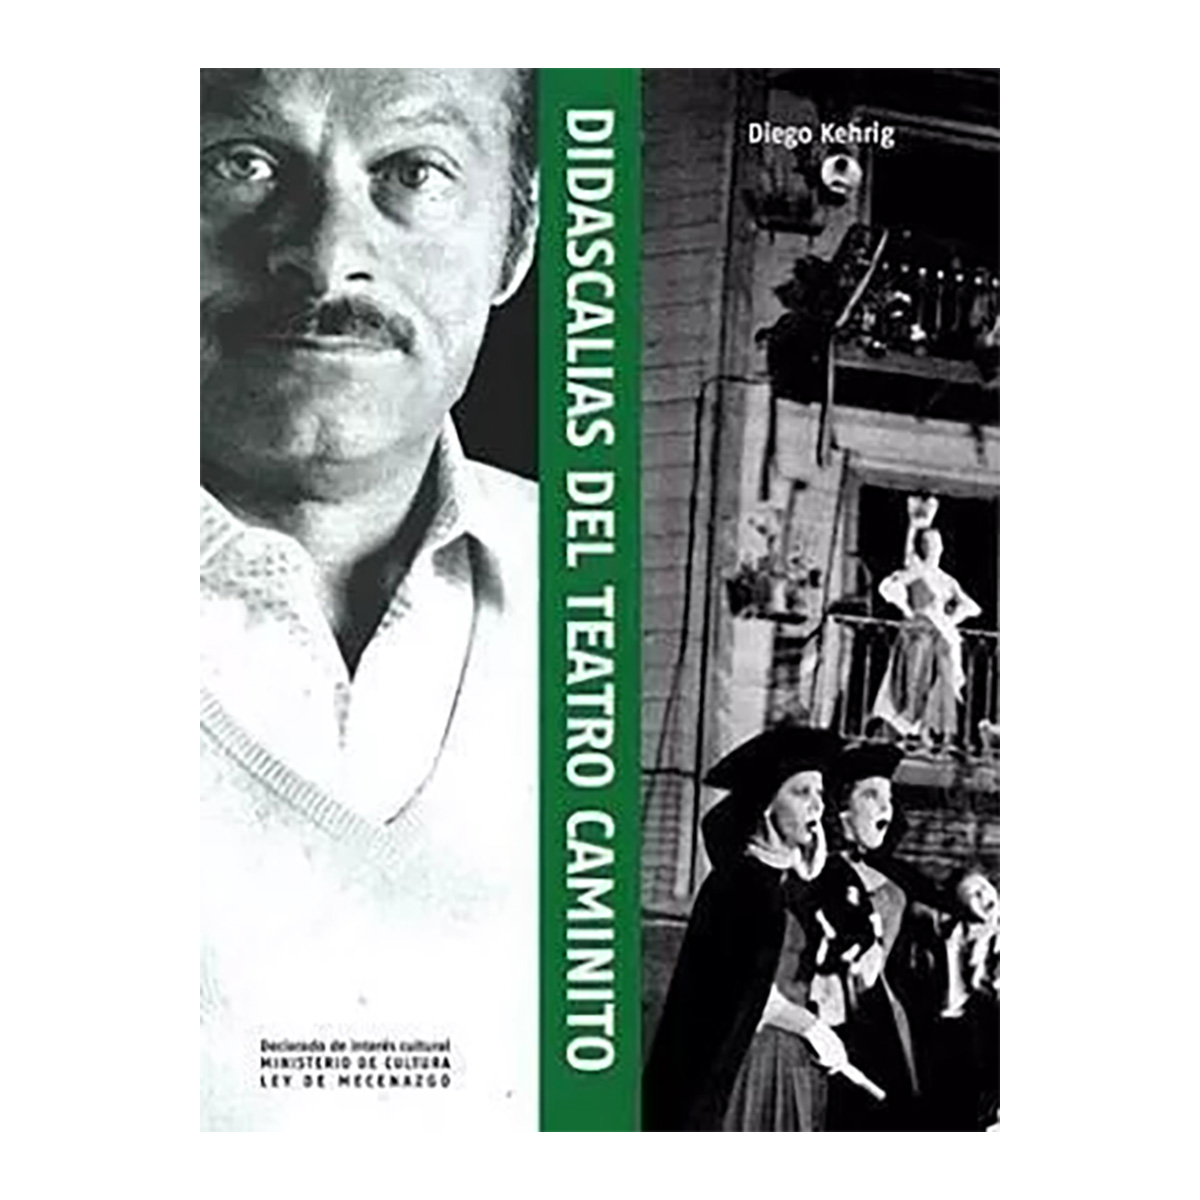 DIDASCALIAS DEL TEATRO CAMINITO
Diego Kehrig
Declarado de interés cultural
MINISTERIO DE CULTURA
LEY DE MECENAZGO